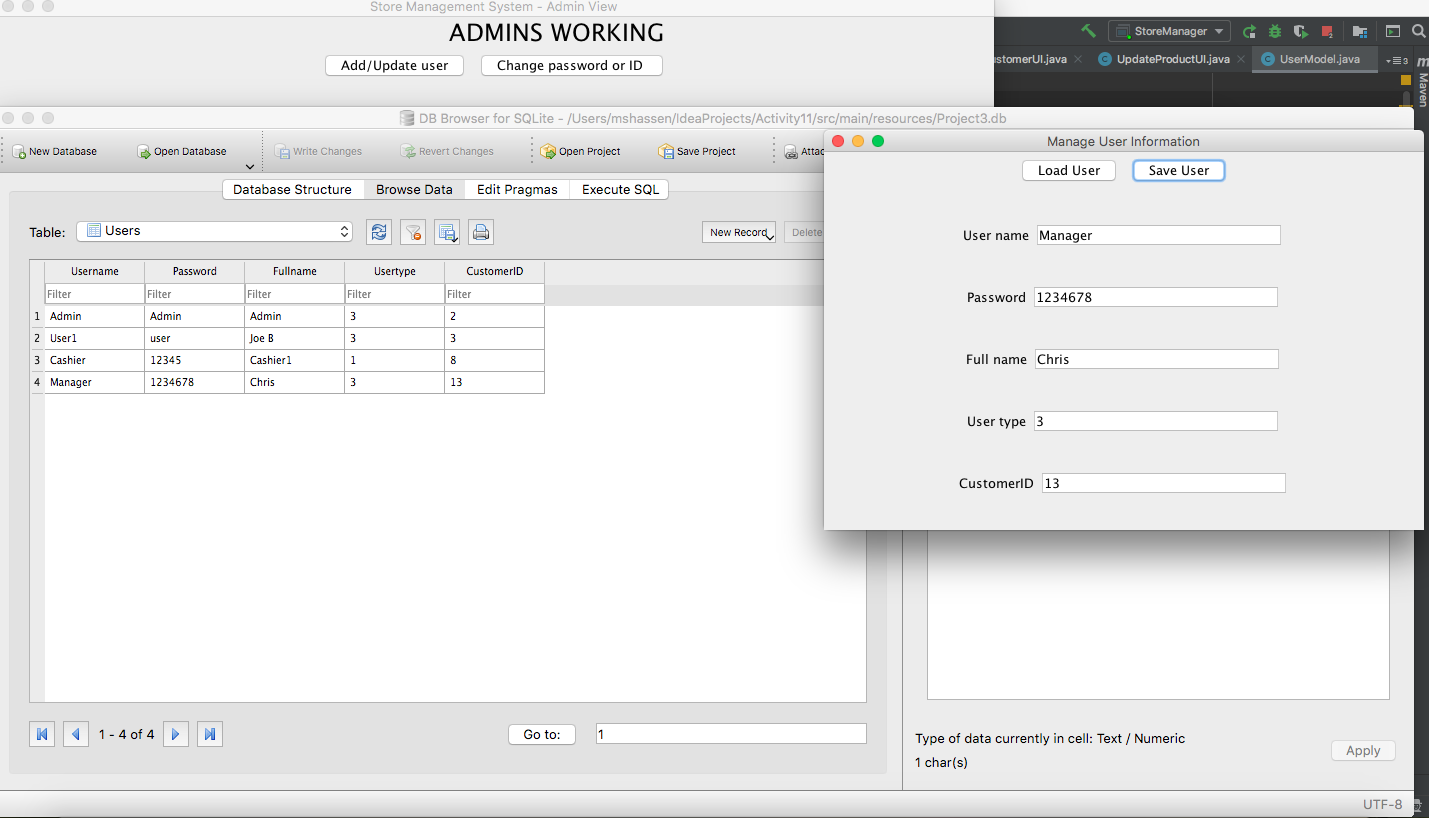 Store Management System - Admin View
ADMINS WORKING
Add/Update user Change password or ID
StoreManager
stomerUI.java UpdateProductUI.java UserModel.java 3
Maven
DB Browser for SQLite - /Users/mshassen/IdeaProjects/Activity11/src/main/resources/Project3.db
New Database Open Database Write Changes Revert Changes Open Project Save Project Attac
Database Structure Browse Data Edit Pragmas Execute SQL
Table: Users New Record Delete
Username Password Fullname Usertype CustomerID
Filter Filter Filter Filter Filter
1 Admin Admin Admin 3 2
2 User1 user Joe B 3 3
3 Cashier 12345 Cashier1 1 8
4 Manager 1234678 Chris 3 13
1 - 4 of 4 Go to: 1
Manage User Information
Load User Save User
User name Manager
Password 1234678
Full name Chris
User type 3
CustomerID 13
Type of data currently in cell: Text / Numeric
1 char(s)
Apply
UTF-8